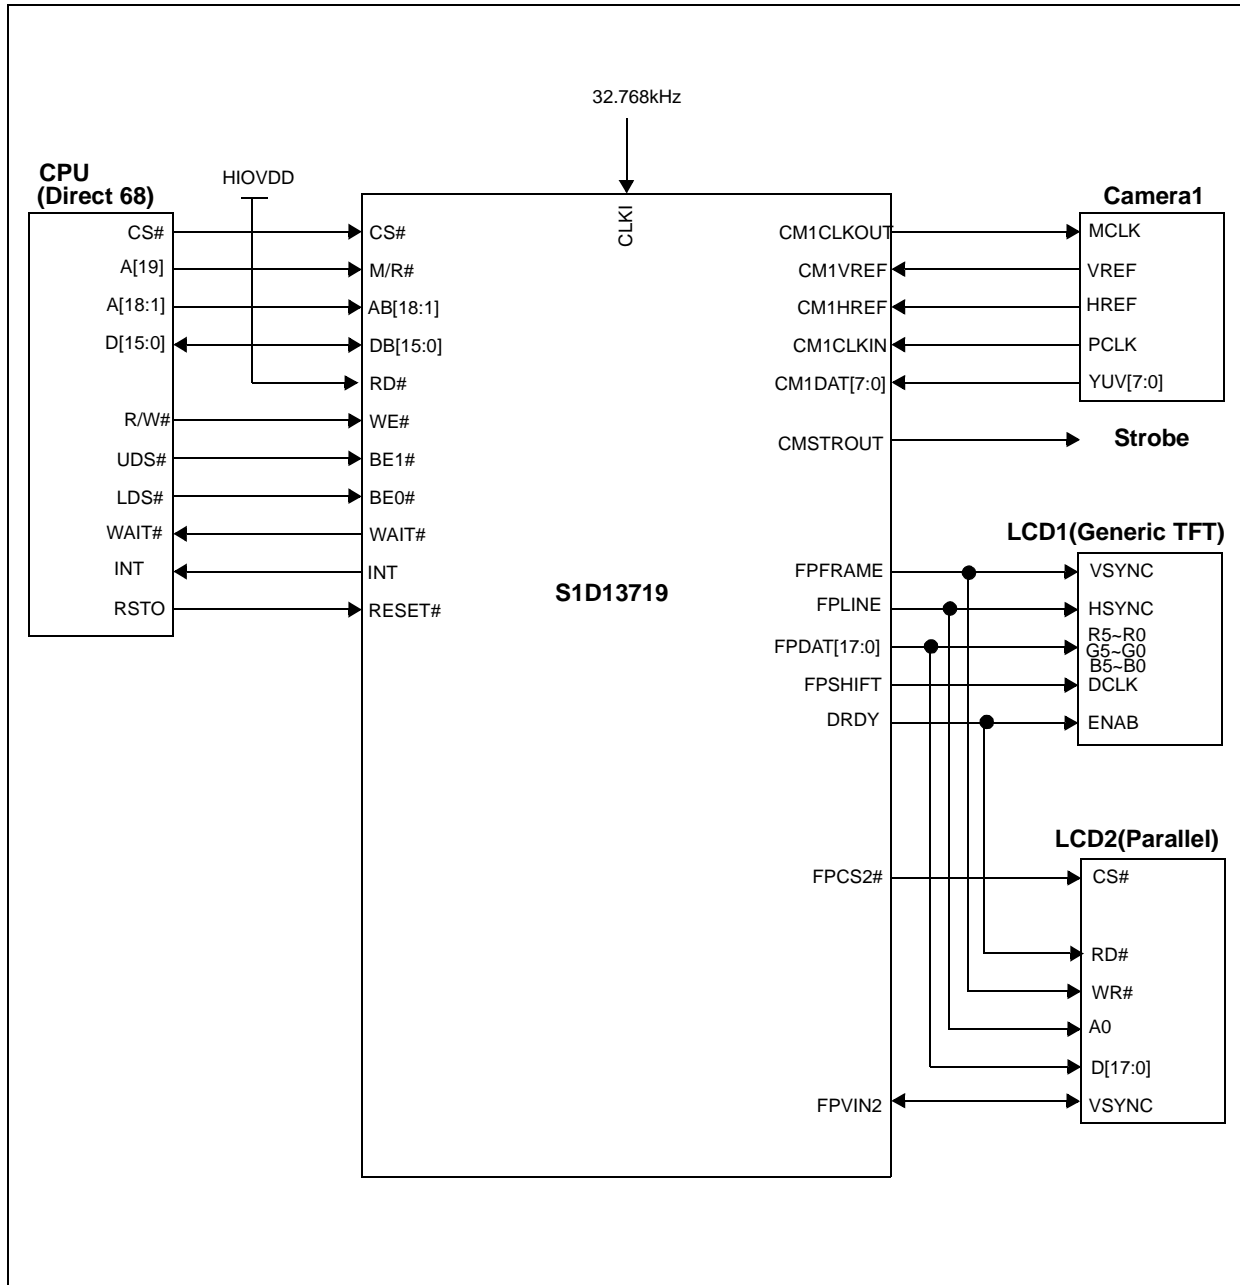 32.768kHz
CPU
(Direct 68)
HIOVDD
CLKI
Camera1
CS#
A[19]
A[18:1]
D[15:0]
R/W#
UDS#
LDS#
WAIT#
INT
RSTO
CS#
M/R#
AB[18:1]
DB[15:0]
RD#
WE#
BE1#
BE0#
WAIT#
INT
RESET#
S1D13719
CM1CLKOUT
CM1VREF
CM1HREF
CM1CLKIN
CM1DAT[7:0]
CMSTROUT
MCLK
VREF
HREF
PCLK
YUV[7:0]
Strobe
LCD1(Generic TFT)
FPFRAME
FPLINE
FPDAT[17:0]
FPSHIFT
DRDY
VSYNC
HSYNC
R5~R0
G5~G0
B5~B0
DCLK
ENAB
LCD2(Parallel)
FPCS2#
FPVIN2
CS#
RD#
WR#
A0
D[17:0]
VSYNC